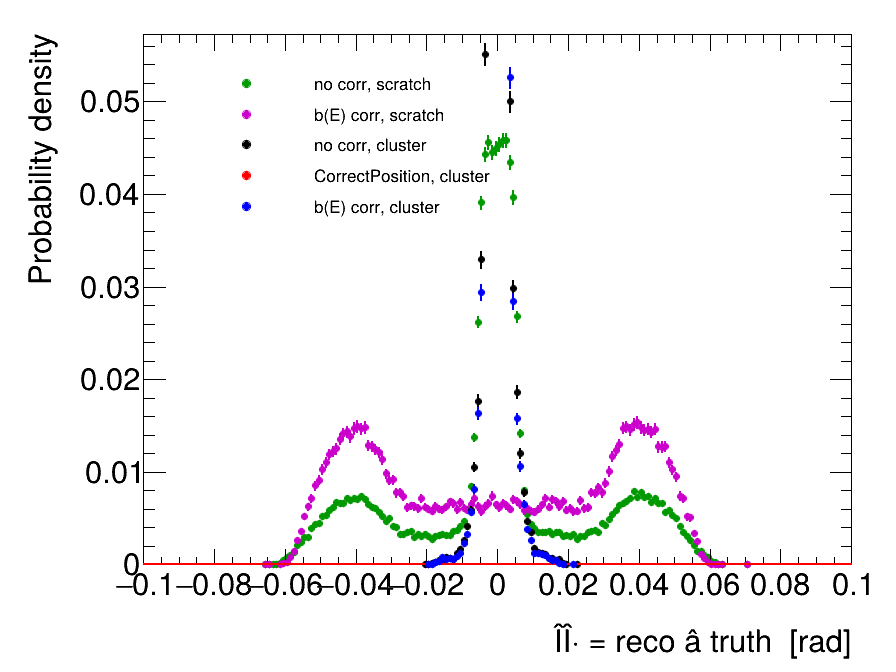 Probability density
no corr, scratch
b(E) corr, scratch
no corr, cluster
CorrectPosition, cluster
b(E) corr, cluster
0.05
0.04
0.03
0.02
0.01
0
−0.1 −0.08 −0.06 −0.04 −0.02 0 0.02 0.04 0.06 0.08 0.1
ÎÎ· = reco â truth [rad]